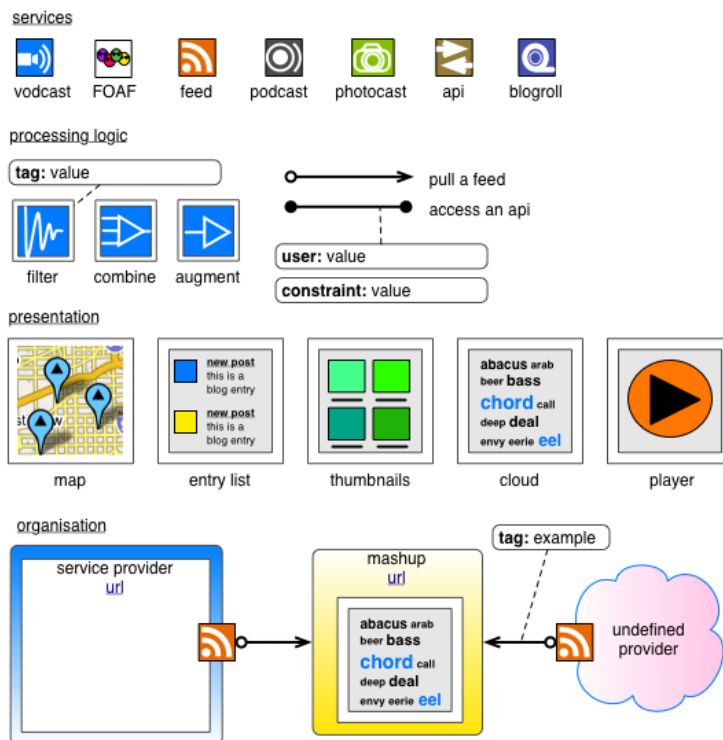 services
vodcast FOAF feed podcast photocast api blogroll
processing logic
tag: value
pull a feed
access an api
filter combine augment
user: value
constraint: value
presentation
new post
this is a
blog entry
new post
this is a
blog entry
abacus arab
beer bass
chord call
deep deal
envy eerie eel
map entry list thumbnails cloud player
organisation
tag: example
service provider
url
mashup
url
abacus arab
beer bass
chord call
deep deal
envy eerie eel
undefined
provider